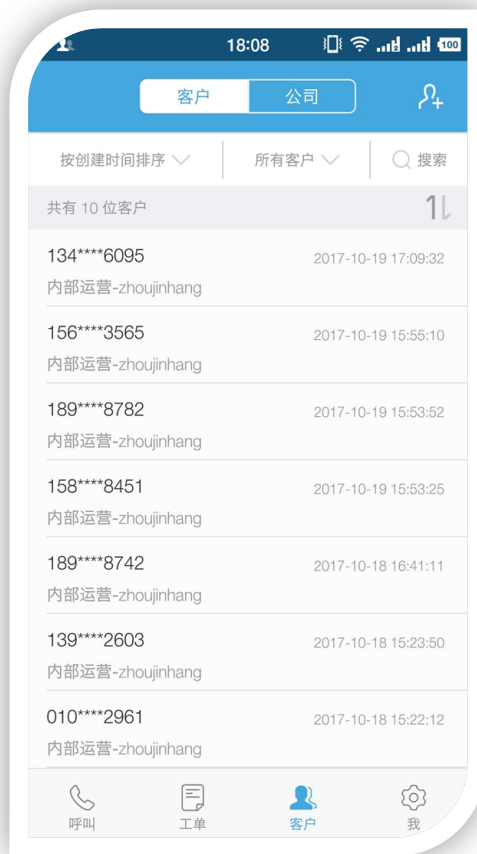 18:08
100
客户 公司
按创建时间排序 所有客户 搜索
共有 10 位客户
134****6095 2017-10-19 17:09:32
内部运营-zhoujinhang
156****3565 2017-10-19 15:55:10
内部运营-zhoujinhang
189****8782 2017-10-19 15:53:52
内部运营-zhoujinhang
158****8451 2017-10-19 15:53:25
内部运营-zhoujinhang
189****8742 2017-10-18 16:41:11
内部运营-zhoujinhang
139****2603 2017-10-18 15:23:50
内部运营-zhoujinhang
010****2961 2017-10-18 15:22:12
内部运营-zhoujinhang
呼叫 工单 客户 我